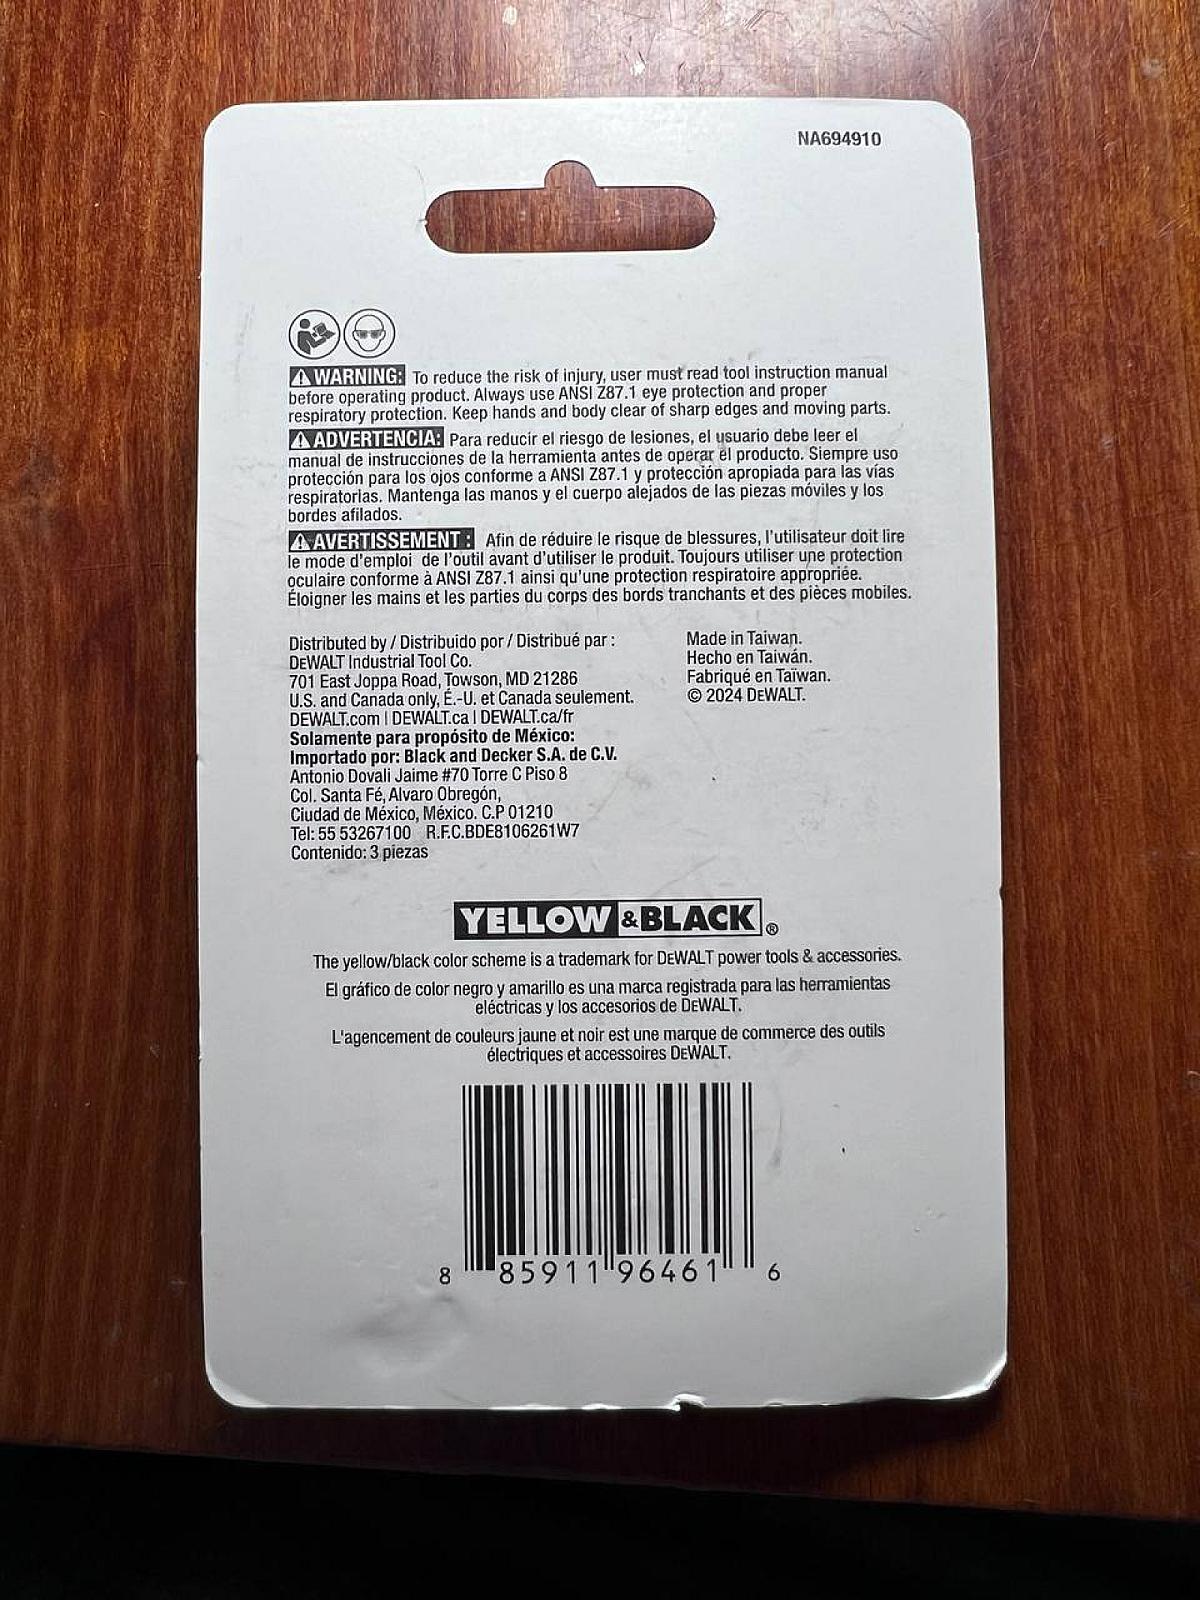 NA694910
WARNING: To reduce the risk of injury, user must read tool instruction manual
before operating product. Always use ANSI Z87.1 eye protection and proper
respiratory protection. Keep hands and body clear of sharp edges and moving parts.
ADVERTENCIA: Para reducir el riesgo de lesiones, el usuario debe leer el
manual de instrucciones de la herramienta antes de operar el producto. Siempre uso
protección para los ojos conforme a ANSI Z87.1 y protección apropiada para las vías
respiratorias. Mantenga las manos y el cuerpo alejados de las piezas móviles y los
bordes afilados.
AVERTISSEMENT : Afin de réduire le risque de blessures, l'utilisateur doit lire
le mode d'emploi de l'outil avant d'utiliser le produit. Toujours utiliser une protection
oculaire conforme à ANSI Z87.1 ainsi qu'une protection respiratoire appropriée.
Éloigner les mains et les parties du corps des bords tranchants et des pièces mobiles.
Distributed by / Distribuido por / Distribué par :
DEWALT Industrial Tool Co.
701 East Joppa Road, Towson, MD 21286
U.S. and Canada only, É.-U. et Canada seulement.
DEWALT.com | DEWALT.ca | DEWALT.ca/fr
Solamente para propósito de México:
Importado por: Black and Decker S.A. de C.V.
Antonio Dovali Jaime #70 Torre C Piso 8
Col. Santa Fé, Alvaro Obregón,
Ciudad de México, México. C.P 01210
Tel: 55 53267100 R.F.C.BDE8106261W7
Contenido: 3 piezas
Made in Taiwan.
Hecho en Taiwán.
Fabriqué en Taïwan.
© 2024 DEWALT.
YELLOW & BLACK ®
The yellow/black color scheme is a trademark for DEWALT power tools & accessories.
El gráfico de color negro y amarillo es una marca registrada para las herramientas
eléctricas y los accesorios de DEWALT.
L'agencement de couleurs jaune et noir est une marque de commerce des outils
électriques et accessoires DEWALT.
8 85911 96461 6